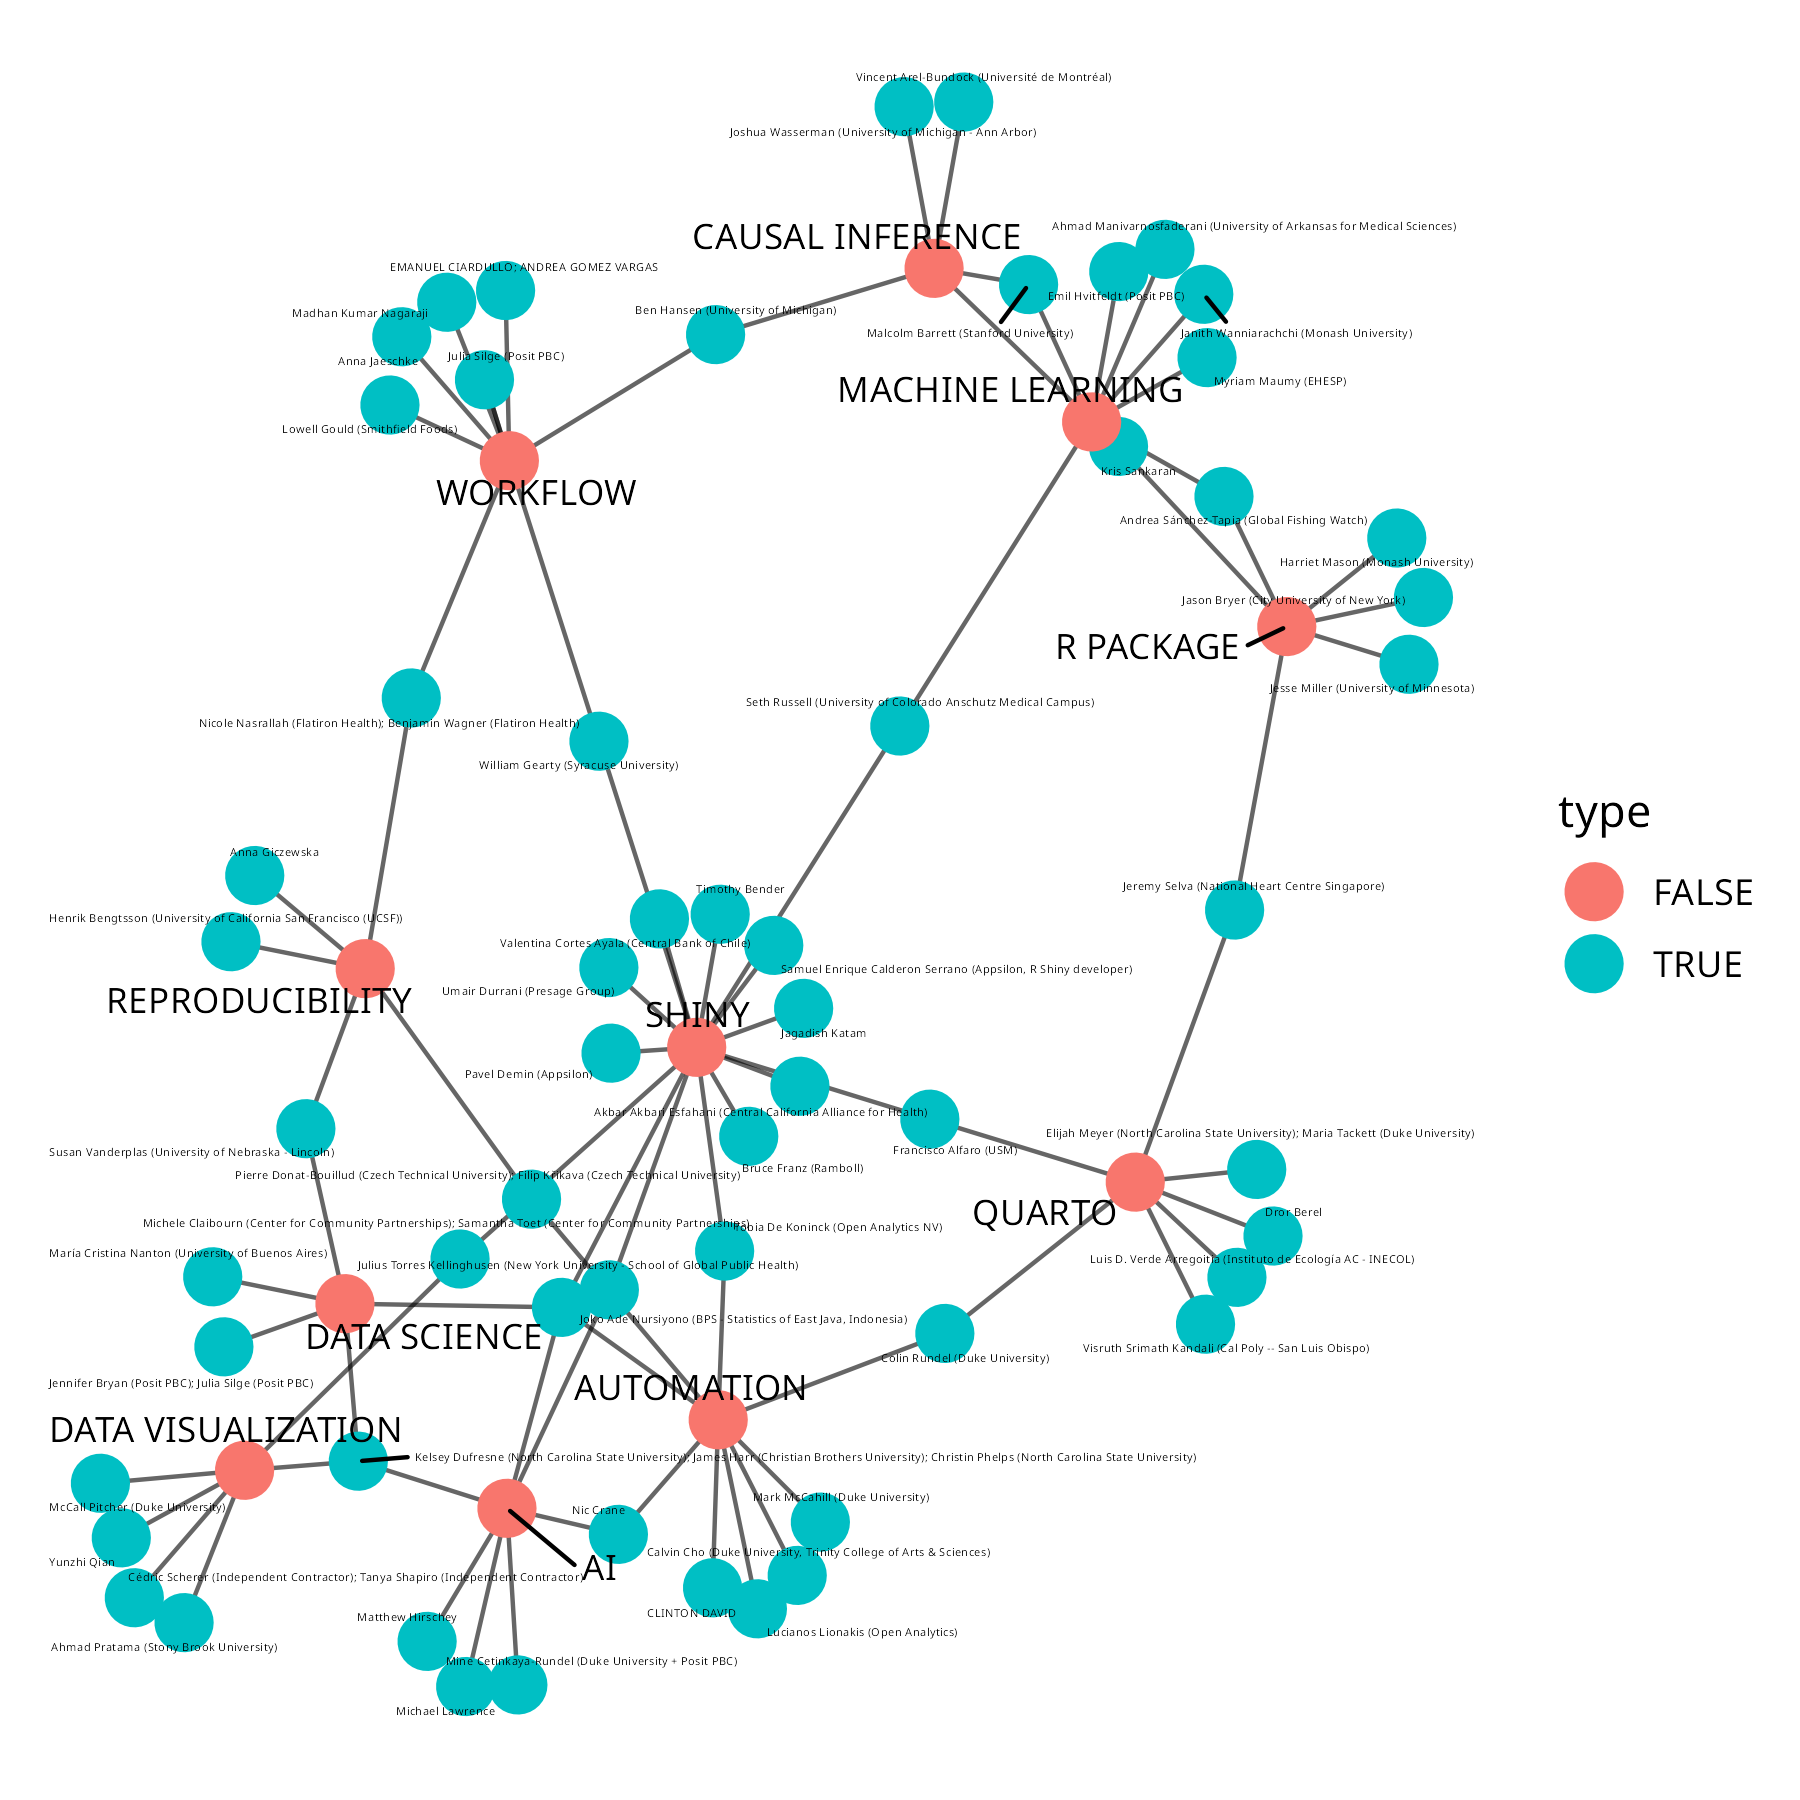 Vincent Arel-Bundock (Université de Montréal)
Joshua Wasserman (University of Michigan - Ann Arbor)
CAUSAL INFERENCE
Ahmad Manivarnosfaderani (University of Arkansas for Medical Sciences)
EMANUEL CIARDULLO; ANDREA GOMEZ VARGAS
Emil Hvitfeldt (Posit PBC)
Madhan Kumar Nagaraji
Ben Hansen (University of Michigan)
Malcolm Barrett (Stanford University)
Janith Wanniarachchi (Monash University)
Julia Silge (Posit PBC)
Anna Jaeschke
Myriam Maumy (EHESP)
MACHINE LEARNING
Lowell Gould (Smithfield Foods)
Kris Sankaran
WORKFLOW
Andrea Sánchez-Tapia (Global Fishing Watch)
Harriet Mason (Monash University)
Jason Bryer (City University of New York)
R PACKAGE
Jesse Miller (University of Minnesota)
Seth Russell (University of Colorado Anschutz Medical Campus)
Nicole Nasrallah (Flatiron Health); Benjamin Wagner (Flatiron Health)
William Gearty (Syracuse University)
type
FALSE
TRUE
Anna Giczewska
Timothy Bender
Jeremy Selva (National Heart Centre Singapore)
Henrik Bengtsson (University of California San Francisco (UCSF))
Valentina Cortes Ayala (Central Bank of Chile)
Samuel Enrique Calderon Serrano (Appsilon, R Shiny developer)
Umair Durrani (Presage Group)
REPRODUCIBILITY
SHINY
Jagadish Katam
Pavel Demin (Appsilon)
Akbar Akbari Esfahani (Central California Alliance for Health)
Elijah Meyer (North Carolina State University); Maria Tackett (Duke University)
Francisco Alfaro (USM)
Susan Vanderplas (University of Nebraska - Lincoln)
Bruce Franz (Ramboll)
Pierre Donat-Bouillud (Czech Technical University); Filip Křikava (Czech Technical University)
QUARTO
Dror Berel
Michele Claibourn (Center for Community Partnerships); Samantha Toet (Center for Community Partnerships)
Tobia De Koninck (Open Analytics NV)
María Cristina Nanton (University of Buenos Aires)
Luis D. Verde Arregoitia (Instituto de Ecología AC - INECOL)
Julius Torres Kellinghusen (New York University - School of Global Public Health)
Joko Ade Nursiyono (BPS - Statistics of East Java, Indonesia)
DATA SCIENCE
Visruth Srimath Kandali (Cal Poly -- San Luis Obispo)
Colin Rundel (Duke University)
Jennifer Bryan (Posit PBC); Julia Silge (Posit PBC)
AUTOMATION
DATA VISUALIZATION
Kelsey Dufresne (North Carolina State University); James Harr (Christian Brothers University); Christin Phelps (North Carolina State University)
Mark McCahill (Duke University)
McCall Pitcher (Duke University)
Nic Crane
Calvin Cho (Duke University, Trinity College of Arts & Sciences)
Yunzhi Qian
AI
Cédric Scherer (Independent Contractor); Tanya Shapiro (Independent Contractor)
CLINTON DAVID
Matthew Hirschey
Lucianos Lionakis (Open Analytics)
Ahmad Pratama (Stony Brook University)
Mine Cetinkaya-Rundel (Duke University + Posit PBC)
Michael Lawrence